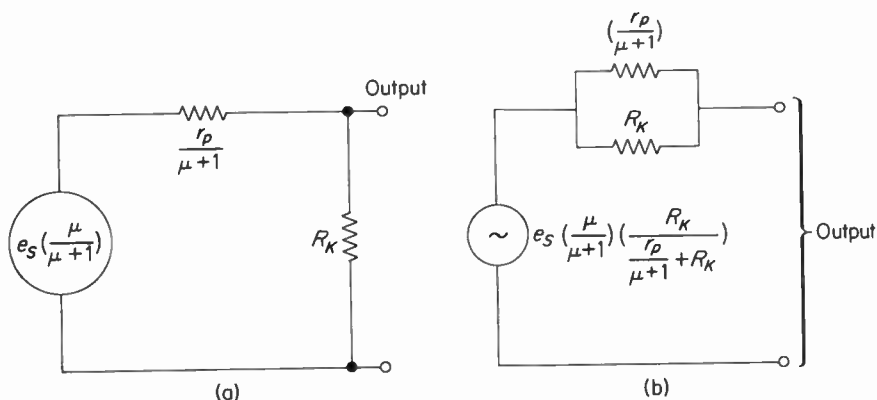 Output
r_p
μ+1
e_s(μ/μ+1)
R_K
(a)
(r_p/μ+1)
R_K
~
e_s (μ/μ+1)(R_K/(r_p/μ+1 + R_K))
Output
(b)